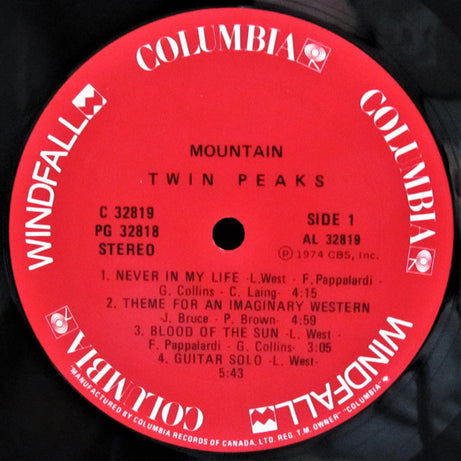 COLUMBIA
COLUMBIA
WINDFALL
WINDFALL
COLUMBIA
MOUNTAIN
TWIN PEAKS
C 32819
PG 32818
STEREO
SIDE 1
AL 32819
Ⓟ 1974 CBS, Inc.
1. NEVER IN MY LIFE -L.West - F. Pappalardi -
G. Collins - C. Laing- 4:15
2. THEME FOR AN IMAGINARY WESTERN
J. Bruce - P. Brown- 4:59
3. BLOOD OF THE SUN -L. West -
F. Pappalardi - G. Collins- 3:05
4. GUITAR SOLO -L. West-
5:43
"MANUFACTURED BY COLUMBIA RECORDS OF CANADA, LTD. REG. T.M. OWNER" "COLUMBIA"